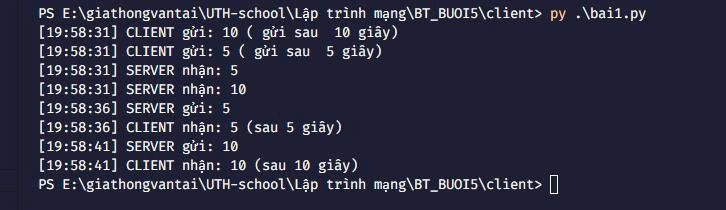 PS E:\giathongvantai\UTH-school\Lập trình mạng\BT_BUOI5\client> py .\bai1.py
[19:58:31] CLIENT gửi: 10 ( gửi sau  10 giây)
[19:58:31] CLIENT gửi: 5 ( gửi sau  5 giây)
[19:58:31] SERVER nhận: 5
[19:58:31] SERVER nhận: 10
[19:58:36] SERVER gửi: 5
[19:58:36] CLIENT nhận: 5 (sau 5 giây)
[19:58:41] SERVER gửi: 10
[19:58:41] CLIENT nhận: 10 (sau 10 giây)
PS E:\giathongvantai\UTH-school\Lập trình mạng\BT_BUOI5\client>